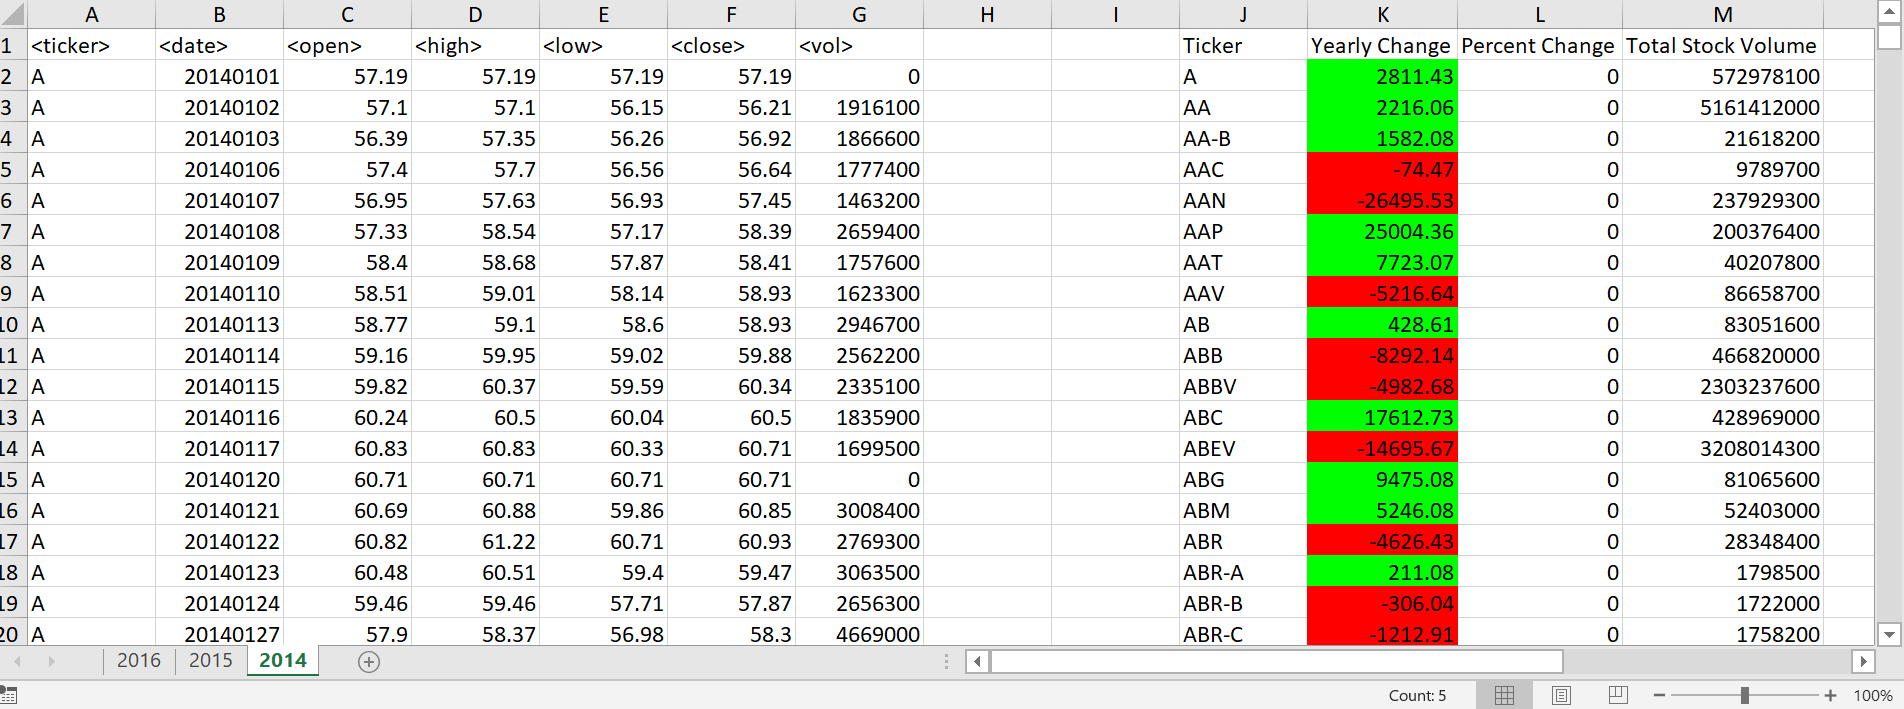 A B C D E F G H I J K L M
1 <ticker> <date> <open> <high> <low> <close> <vol> Ticker Yearly Change Percent Change Total Stock Volume
2 A 20140101 57.19 57.19 57.19 57.19 0 A 2811.43 0 572978100
3 A 20140102 57.1 57.1 56.15 56.21 1916100 AA 2216.06 0 5161412000
4 A 20140103 56.39 57.35 56.26 56.92 1866600 AA-B 1582.08 0 21618200
5 A 20140106 57.4 57.7 56.56 56.64 1777400 AAC -74.47 0 9789700
6 A 20140107 56.95 57.63 56.93 57.45 1463200 AAN -26495.53 0 237929300
7 A 20140108 57.33 58.54 57.17 58.39 2659400 AAP 25004.36 0 200376400
8 A 20140109 58.4 58.68 57.87 58.41 1757600 AAT 7723.07 0 40207800
9 A 20140110 58.51 59.01 58.14 58.93 1623300 AAV -5216.64 0 86658700
10 A 20140113 58.77 59.1 58.6 58.93 2946700 AB 428.61 0 83051600
11 A 20140114 59.16 59.95 59.02 59.88 2562200 ABB -8292.14 0 466820000
12 A 20140115 59.82 60.37 59.59 60.34 2335100 ABBV -4982.68 0 2303237600
13 A 20140116 60.24 60.5 60.04 60.5 1835900 ABC 17612.73 0 428969000
14 A 20140117 60.83 60.83 60.33 60.71 1699500 ABEV -14695.67 0 3208014300
15 A 20140120 60.71 60.71 60.71 60.71 0 ABG 9475.08 0 81065600
16 A 20140121 60.69 60.88 59.86 60.85 3008400 ABM 5246.08 0 52403000
17 A 20140122 60.82 61.22 60.71 60.93 2769300 ABR -4626.43 0 28348400
18 A 20140123 60.48 60.51 59.4 59.47 3063500 ABR-A 211.08 0 1798500
19 A 20140124 59.46 59.46 57.71 57.87 2656300 ABR-B -306.04 0 1722000
20 A 20140127 57.9 58.37 56.98 58.3 4669000 ABR-C -1212.91 0 1758200
2016 2015 2014
Count: 5 100%